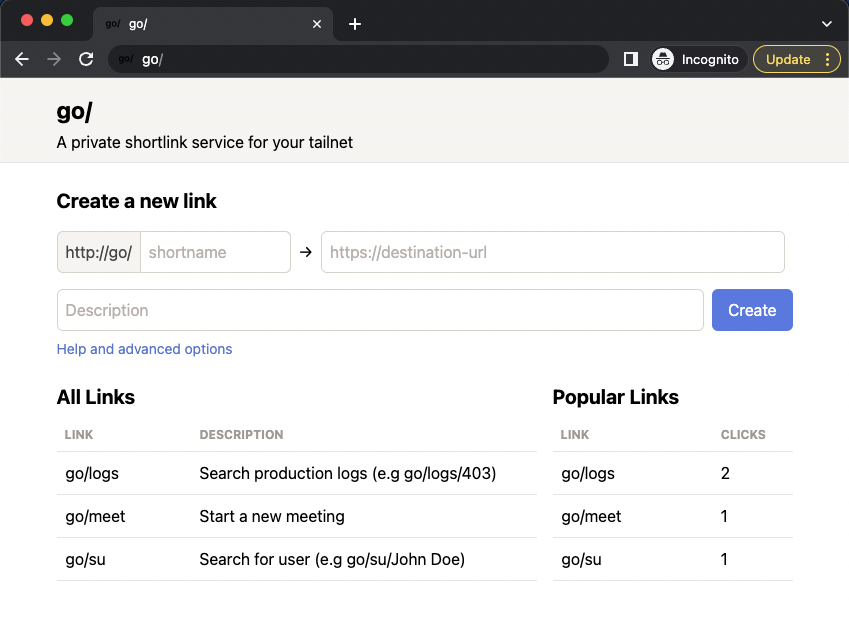 go/ go/
go/ go/ Incognito Update
go/
A private shortlink service for your tailnet
Create a new link
http://go/ shortname → https://destination-url
Description Create
Help and advanced options
All Links
LINK DESCRIPTION
go/logs Search production logs (e.g go/logs/403)
go/meet Start a new meeting
go/su Search for user (e.g go/su/John Doe)
Popular Links
LINK CLICKS
go/logs 2
go/meet 1
go/su 1